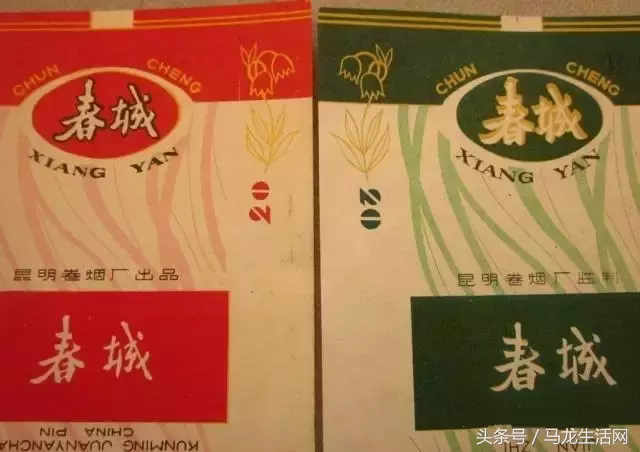 CHUN CHENG
春城
XIANG YAN
20
昆明卷烟厂出品
春城
KUNMING JUANYANCHA
CHINA PIN
CHUN CHENG
春城
XIANG YAN
20
昆明卷烟厂监制
春城
JIAN ZHI
头条号／马龙生活网